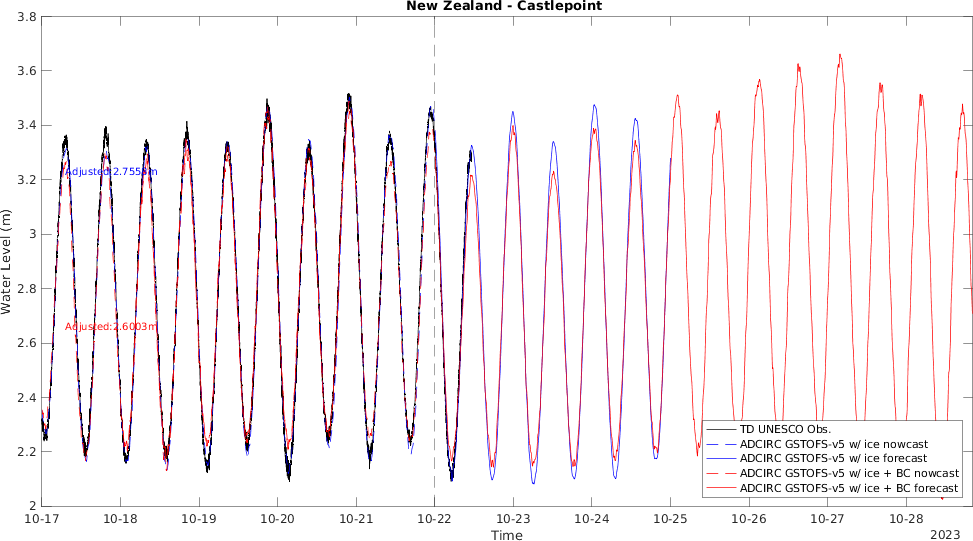 New Zealand - Castlepoint
Water Level (m)
3.8
3.6
3.4
3.2
3
2.8
2.6
2.4
2.2
2
Adjusted:2.7553m
Adjusted:2.6003m
TD UNESCO Obs.
ADCIRC GSTOFS-v5 w/ ice nowcast
ADCIRC GSTOFS-v5 w/ ice forecast
ADCIRC GSTOFS-v5 w/ ice + BC nowcast
ADCIRC GSTOFS-v5 w/ ice + BC forecast
10-17 10-18 10-19 10-20 10-21 10-22 10-23 10-24 10-25 10-26 10-27 10-28
Time
2023